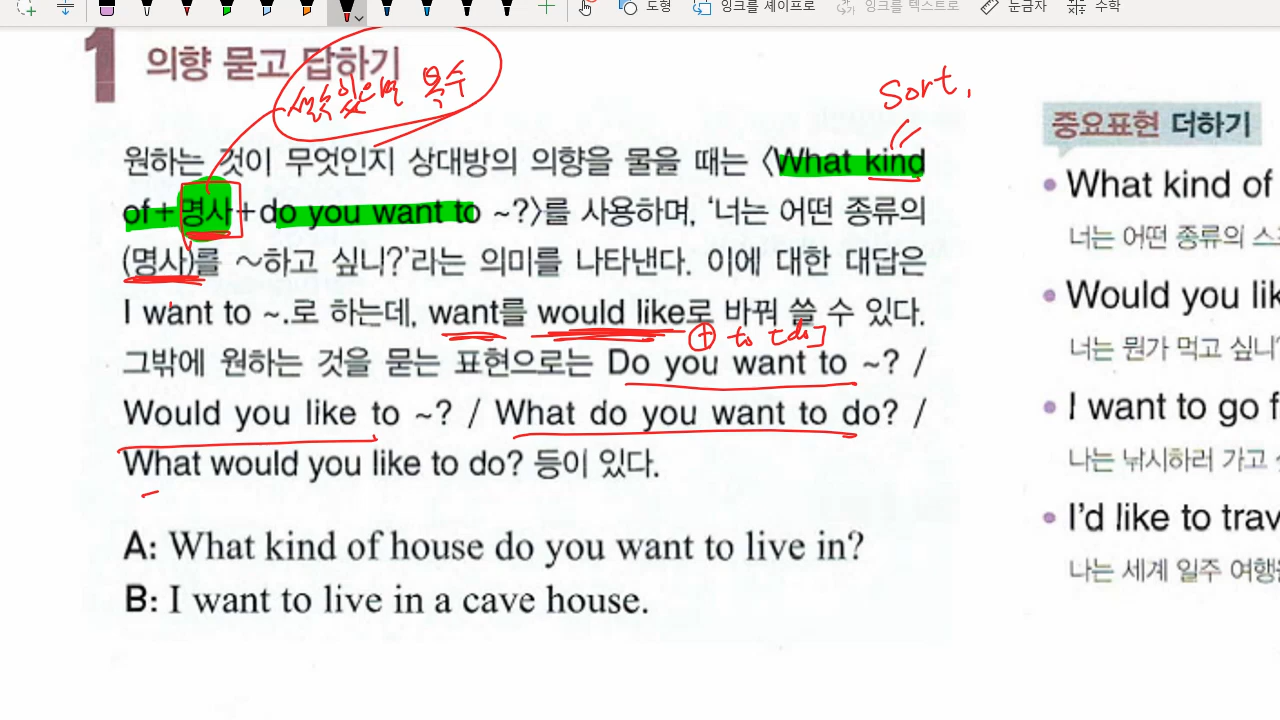 도형
잉크를 셰이프로
잉크를 텍스트로
눈금자
수학
1 의향 묻고 답하기
셀 수 있으면 복수
Sort.
원하는 것이 무엇인지 상대방의 의향을 물을 때는 〈What kind
of+명사+do you want to ~?〉를 사용하며, ‘너는 어떤 종류의
(명사)를 ~하고 싶니?’라는 의미를 나타낸다. 이에 대한 대답은
I want to ~.로 하는데, want를 would like로 바꿔 쓸 수 있다.
+ to [do]
그밖에 원하는 것을 묻는 표현으로는 Do you want to ~? /
Would you like to ~? / What do you want to do? /
What would you like to do? 등이 있다.
A: What kind of house do you want to live in?
B: I want to live in a cave house.
중요표현 더하기
• What kind of
너는 어떤 종류의
• Would you lik
너는 뭔가 먹고 싶니
• I want to go f
나는 낚시하러 가고
• I’d like to trav
나는 세계 일주 여행